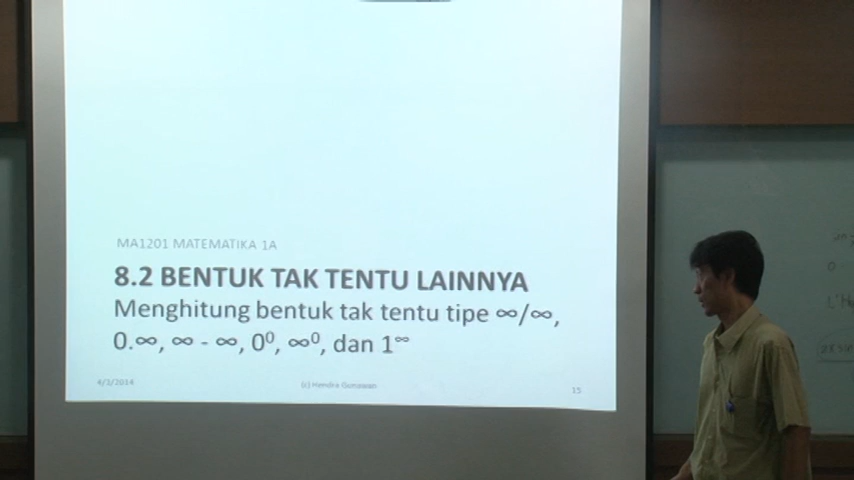 MA1201 MATEMATIKA 1A
8.2 BENTUK TAK TENTU LAINNYA
Menghitung bentuk tak tentu tipe ∞/∞,
0.∞, ∞ - ∞, 0⁰, ∞⁰, dan 1^∞
4/2/2014 (c) Hendra Gunawan 15
L'H